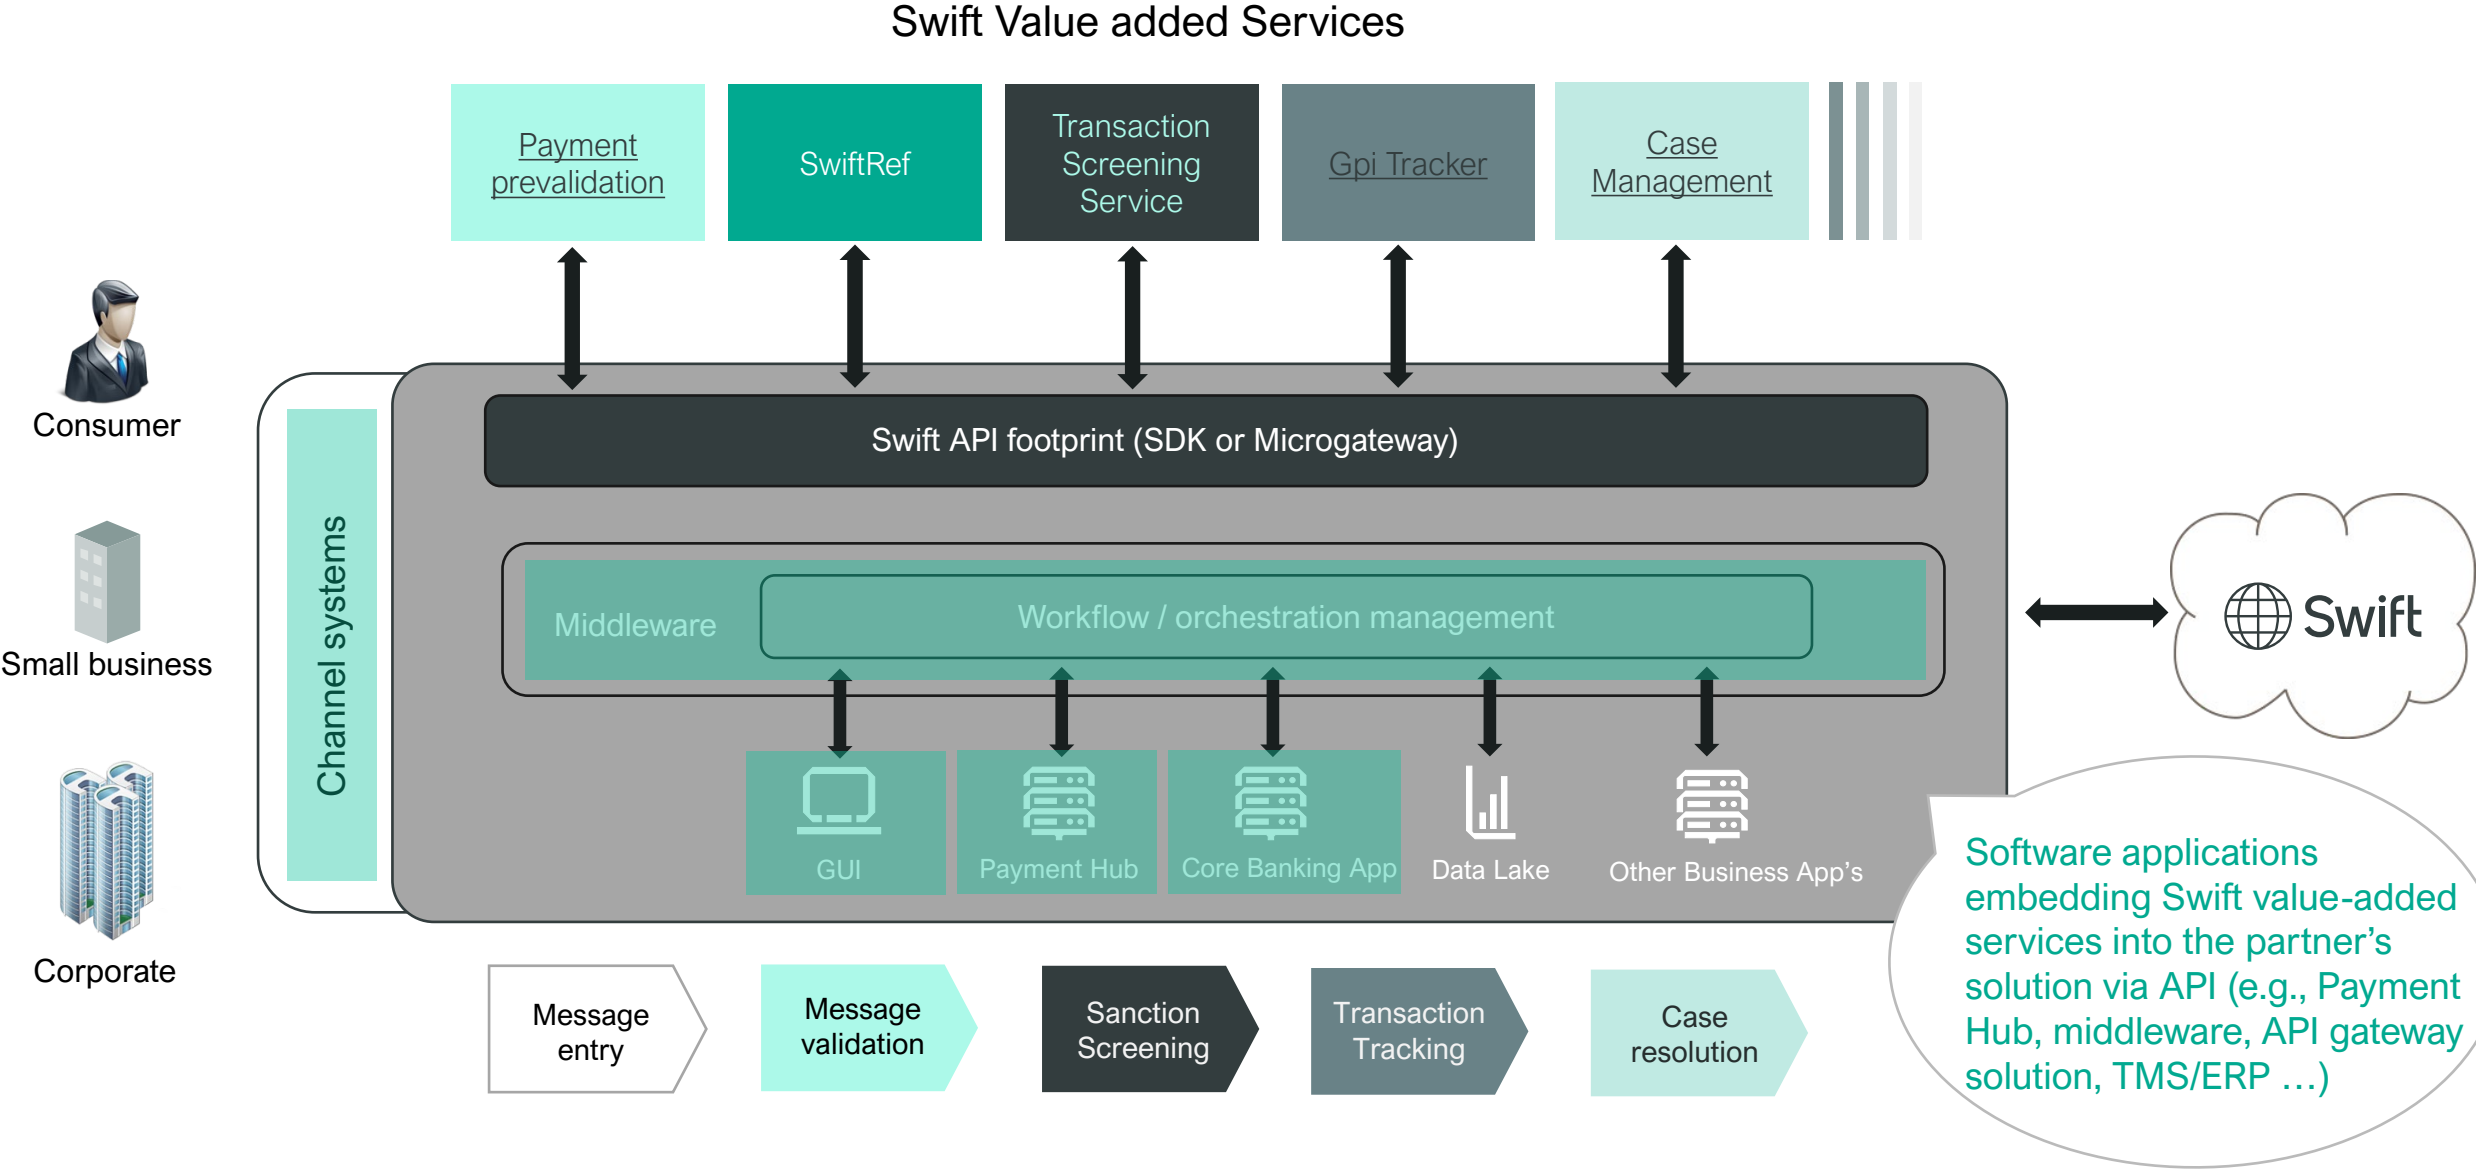 Swift Value added Services
Payment
prevalidation
SwiftRef
Transaction
Screening
Service
Gpi Tracker
Case
Management
Consumer
Small business
Corporate
Channel systems
Swift API footprint (SDK or Microgateway)
Middleware
Workflow / orchestration management
GUI
Payment Hub
Core Banking App
Data Lake
Other Business App’s
Swift
Software applications
embedding Swift value-added
services into the partner’s
solution via API (e.g., Payment
Hub, middleware, API gateway
solution, TMS/ERP …)
Message
entry
Message
validation
Sanction
Screening
Transaction
Tracking
Case
resolution